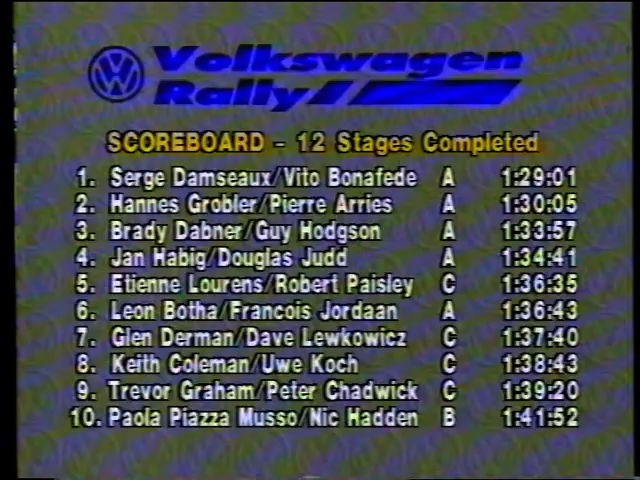 Volkswagen
Rally
SCOREBOARD - 12 Stages Completed
1. Serge Damseaux/Vito Bonafede A 1:29:01
2. Hannes Grobler/Pierre Arries A 1:30:05
3. Brady Dabner/Guy Hodgson A 1:33:57
4. Jan Habig/Douglas Judd A 1:34:41
5. Etienne Lourens/Robert Paisley C 1:36:35
6. Leon Botha/Francois Jordaan A 1:36:43
7. Glen Derman/Dave Lewkowicz C 1:37:40
8. Keith Coleman/Uwe Koch C 1:38:43
9. Trevor Graham/Peter Chadwick C 1:39:20
10. Paola Piazza Musso/Nic Hadden B 1:41:52